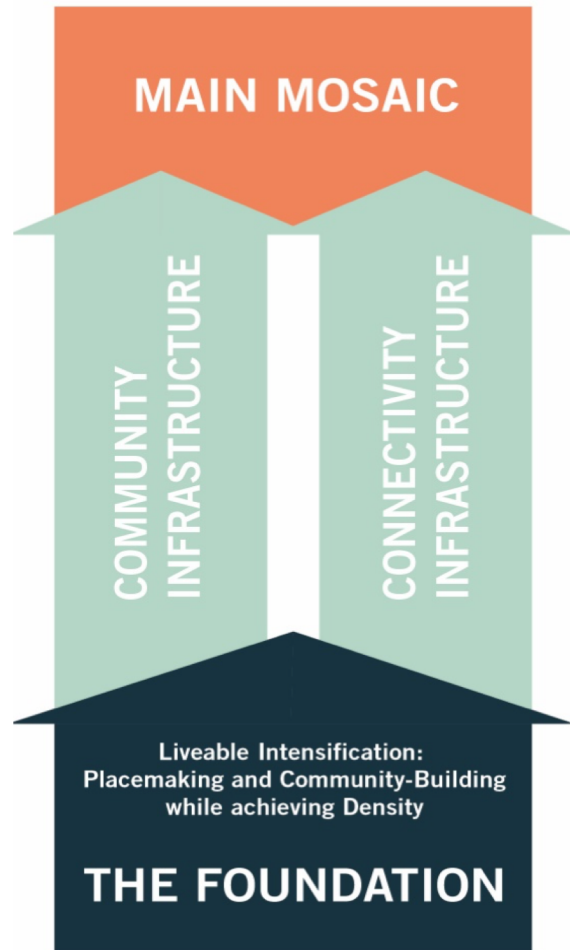 MAIN MOSAIC
COMMUNITY
INFRASTRUCTURE
CONNECTIVITY
INFRASTRUCTURE
Liveable Intensification:
Placemaking and Community-Building
while achieving Density
THE FOUNDATION